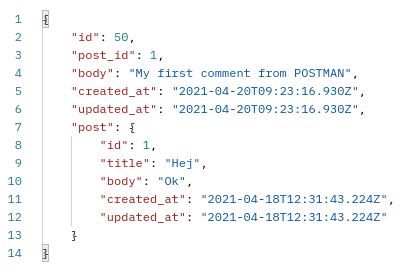 1 {
2     "id": 50,
3     "post_id": 1,
4     "body": "My first comment from POSTMAN",
5     "created_at": "2021-04-20T09:23:16.930Z",
6     "updated_at": "2021-04-20T09:23:16.930Z",
7     "post": {
8         "id": 1,
9         "title": "Hej",
10         "body": "Ok",
11         "created_at": "2021-04-18T12:31:43.224Z",
12         "updated_at": "2021-04-18T12:31:43.224Z"
13     }
14 }